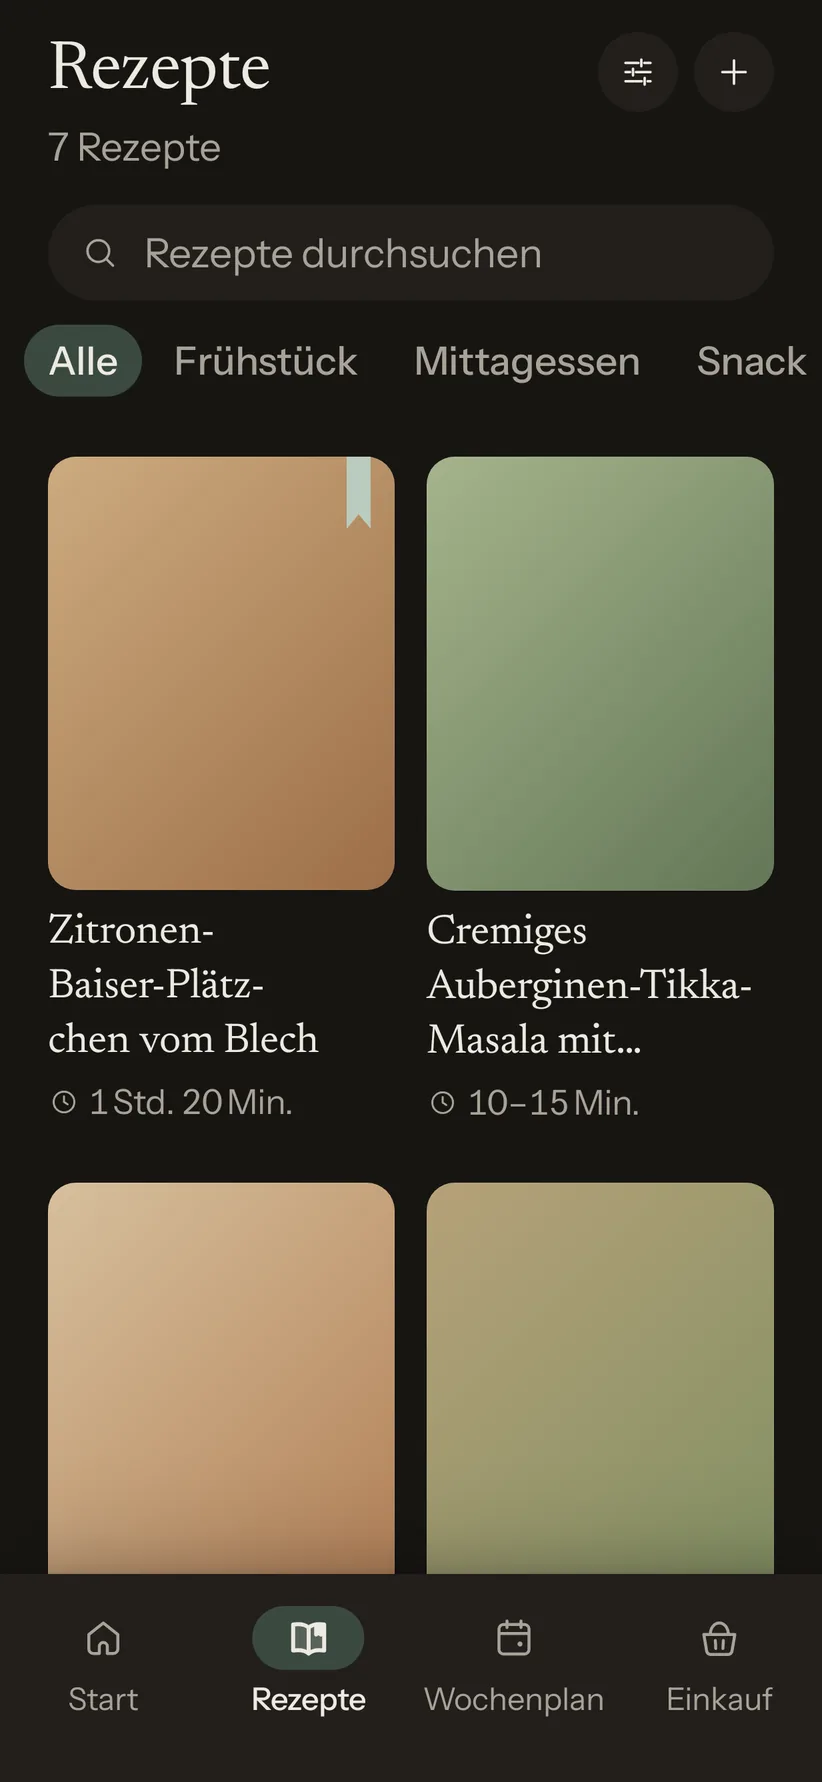 Rezepte
7 Rezepte
Rezepte durchsuchen
Alle Frühstück Mittagessen Snack
Zitronen-
Baiser-Plätz-
chen vom Blech
1 Std. 20 Min.
Cremiges
Auberginen-Tikka-
Masala mit...
10–15 Min.
Start Rezepte Wochenplan Einkauf